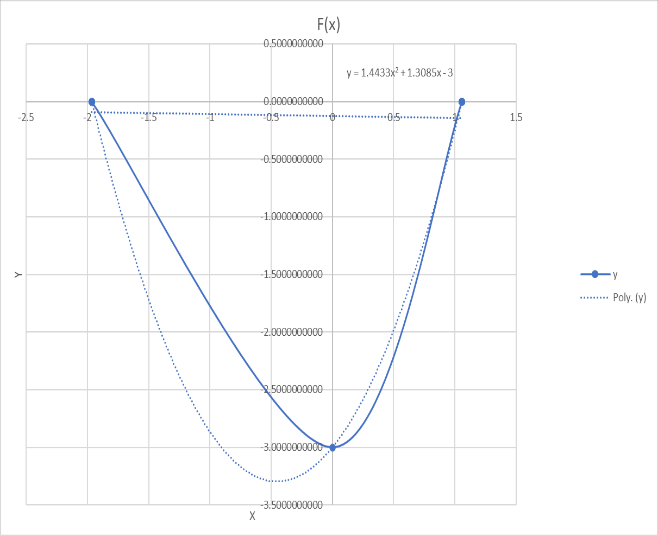 F(x)
0.5000000000
y = 1.4433x² + 1.3085x - 3
0.0000000000
-2.5 -2 -1.5 -1 -0.5 0 0.5 1 1.5
-0.5000000000
-1.0000000000
-1.5000000000
-2.0000000000
-2.5000000000
-3.0000000000
-3.5000000000
Y
X
y
Poly. (y)